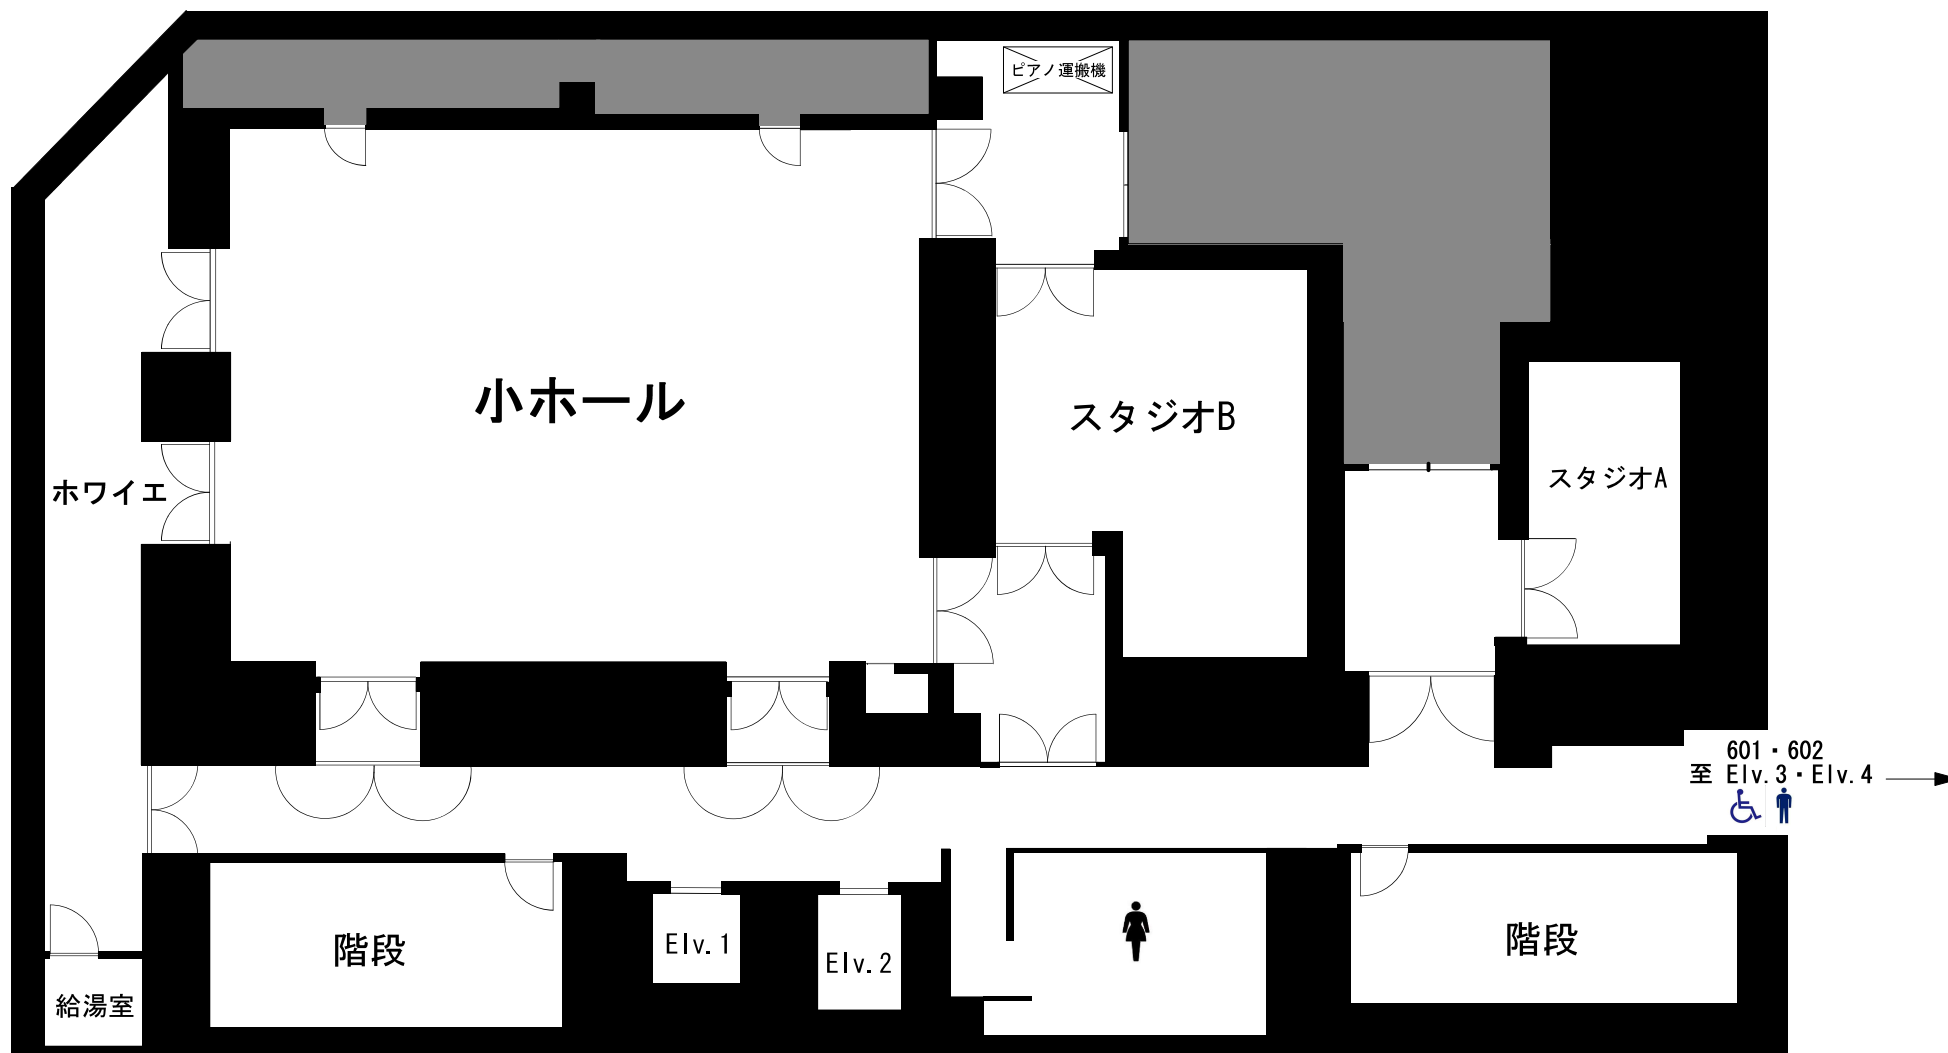 ピアノ運搬機
小ホール
スタジオB
スタジオA
ホワイエ
601・602
至 Elv.3・Elv.4
階段
Elv.1
Elv.2
階段
給湯室